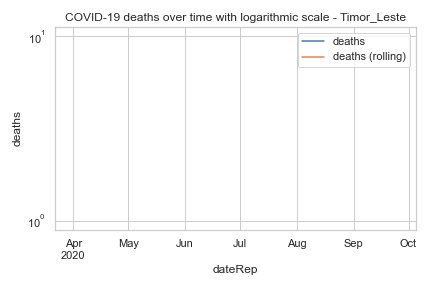 COVID-19 deaths over time with logarithmic scale - Timor_Leste
10¹
deaths
deaths (rolling)
deaths
10⁰
Apr May Jun Jul Aug Sep Oct
2020
dateRep